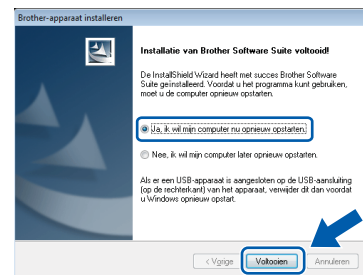 Brother-apparaat installeren
Installatie van Brother Software Suite voltooid!
De InstallShield Wizard heeft met succes Brother Software
Suite geïnstalleerd. Voordat u het programma kunt gebruiken,
moet u de computer opnieuw opstarten.
Ja, ik wil mijn computer nu opnieuw opstarten.
Nee, ik wil mijn computer later opnieuw opstarten.
Als er een USB-apparaat is aangesloten op de USB-aansluiting
(op de rechterkant) van het apparaat, verwijder dit dan voordat
u Windows opnieuw opstart.
< Vorige
Voltooien
Annuleren